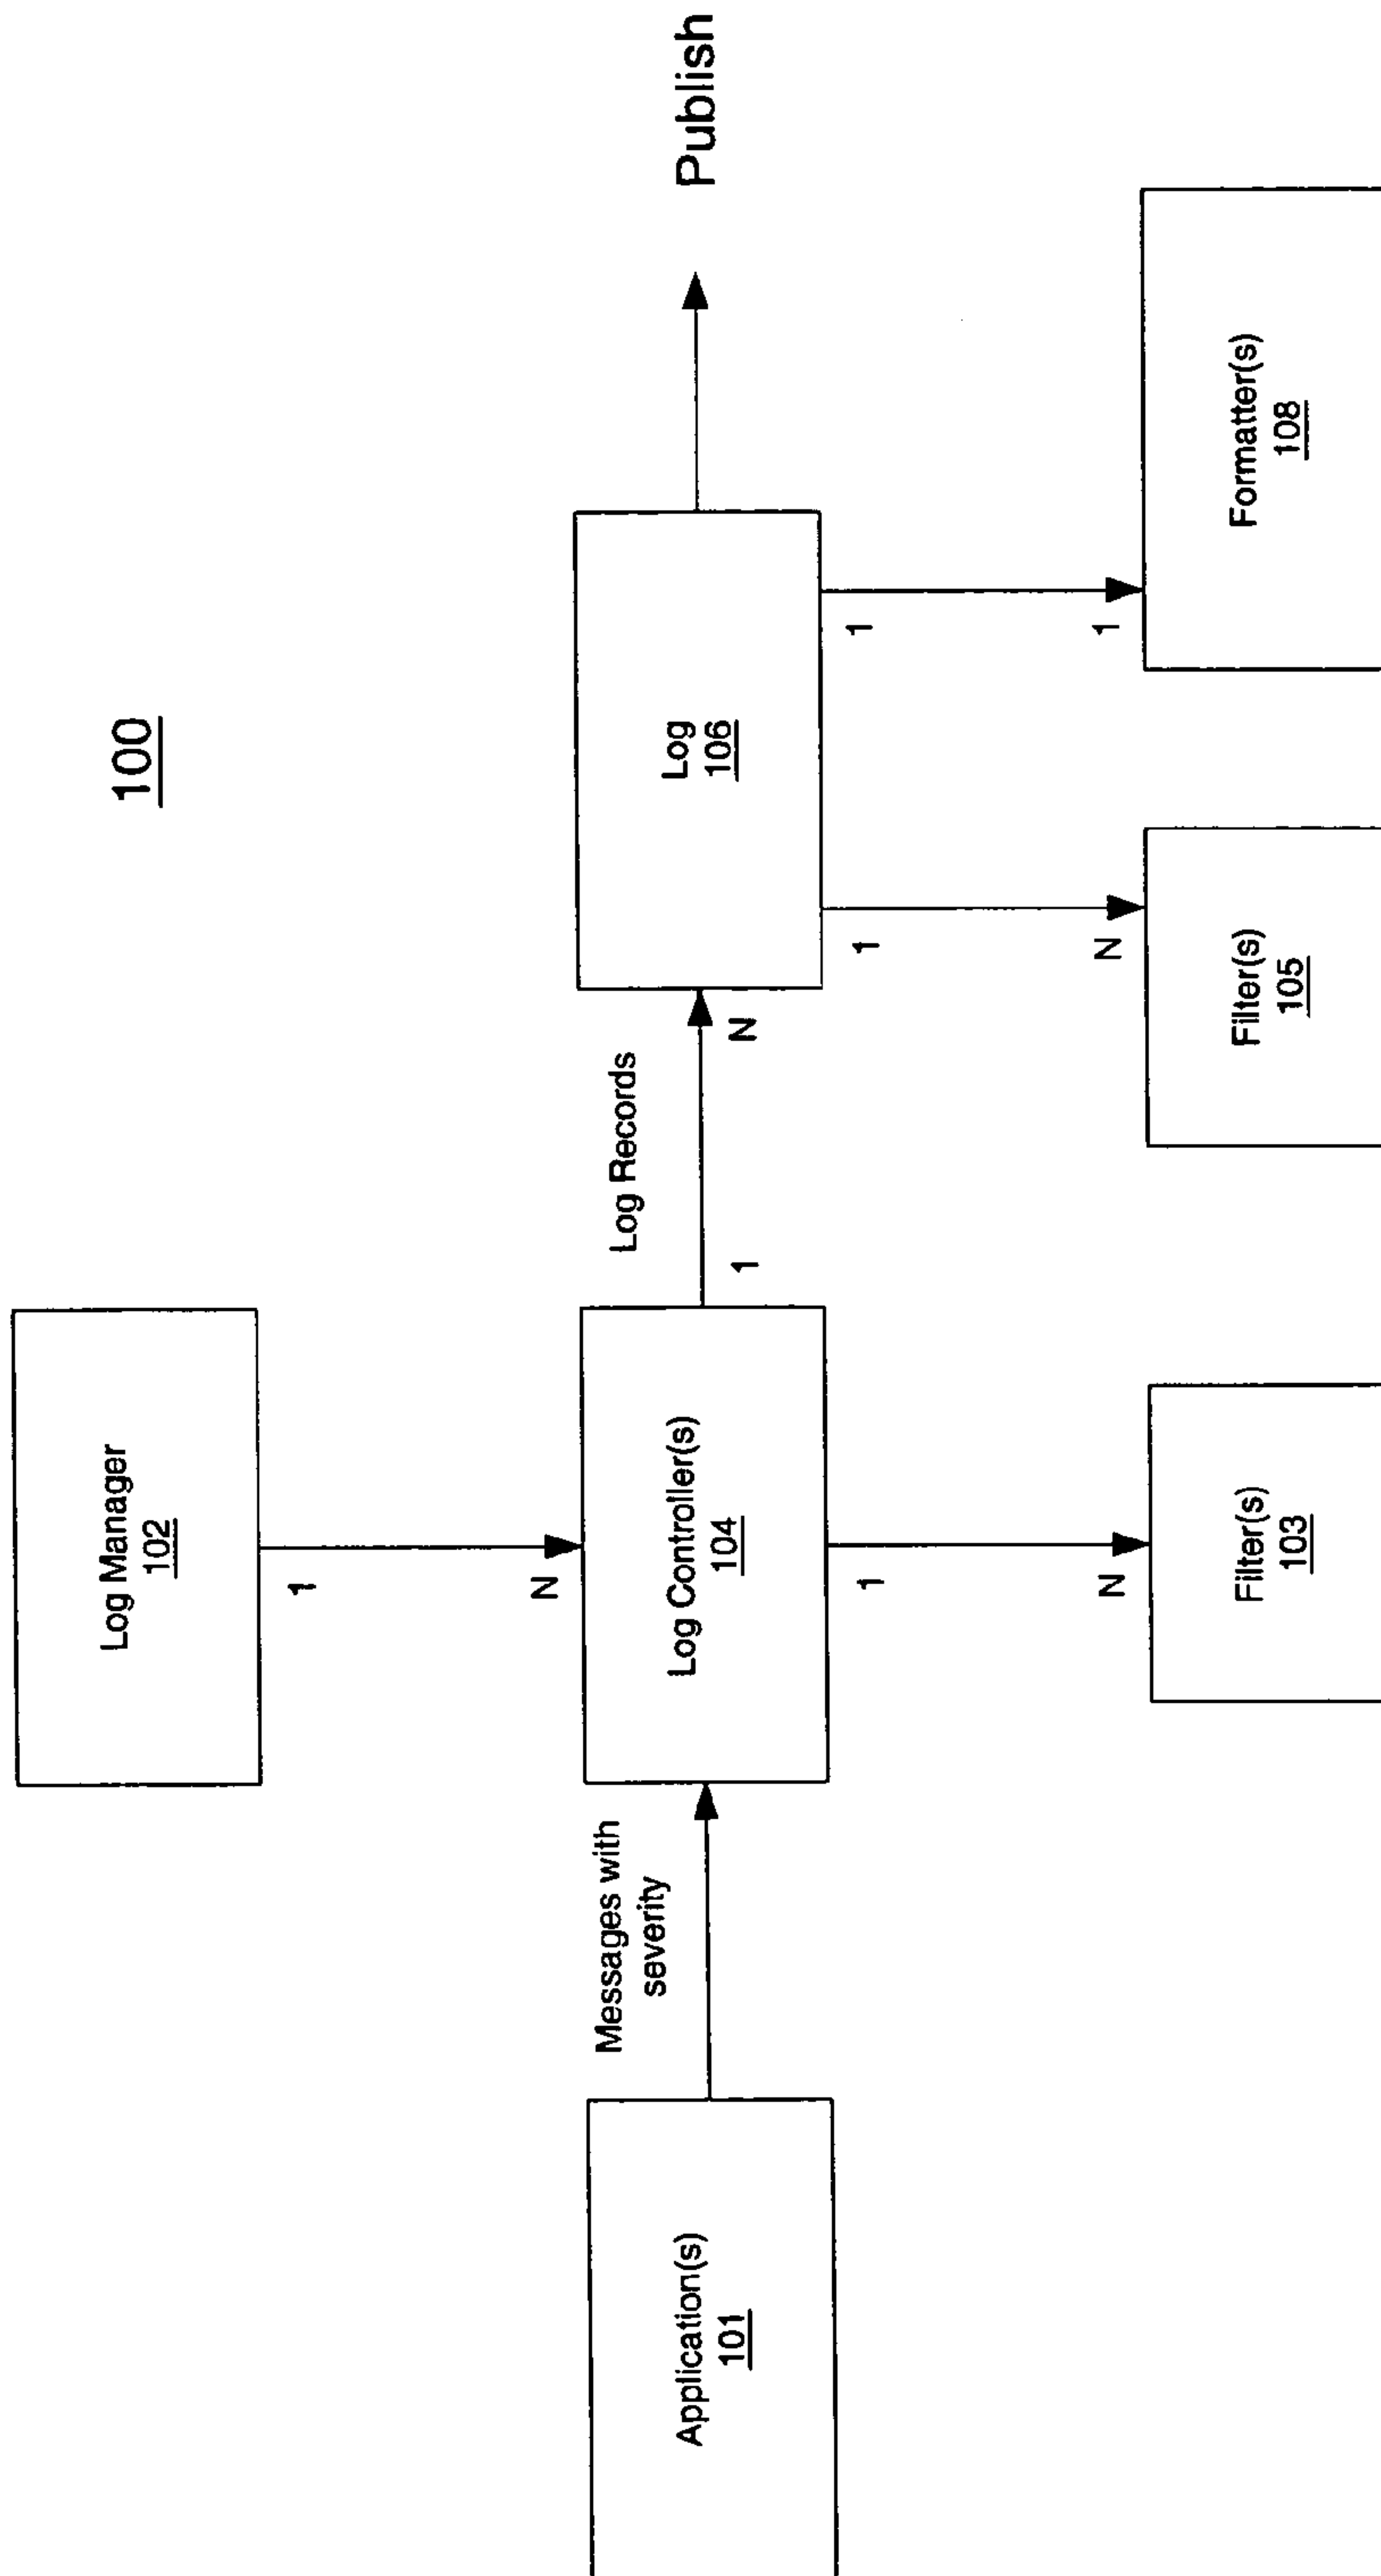 100
Log Manager
102
1
N
Messages with
severity
Log Records
Publish
Application(s)
101
Log Controller(s)
104
1
N
Log
106
1
N
1
N
1
1
Filter(s)
103
Filter(s)
105
Formatter(s)
108